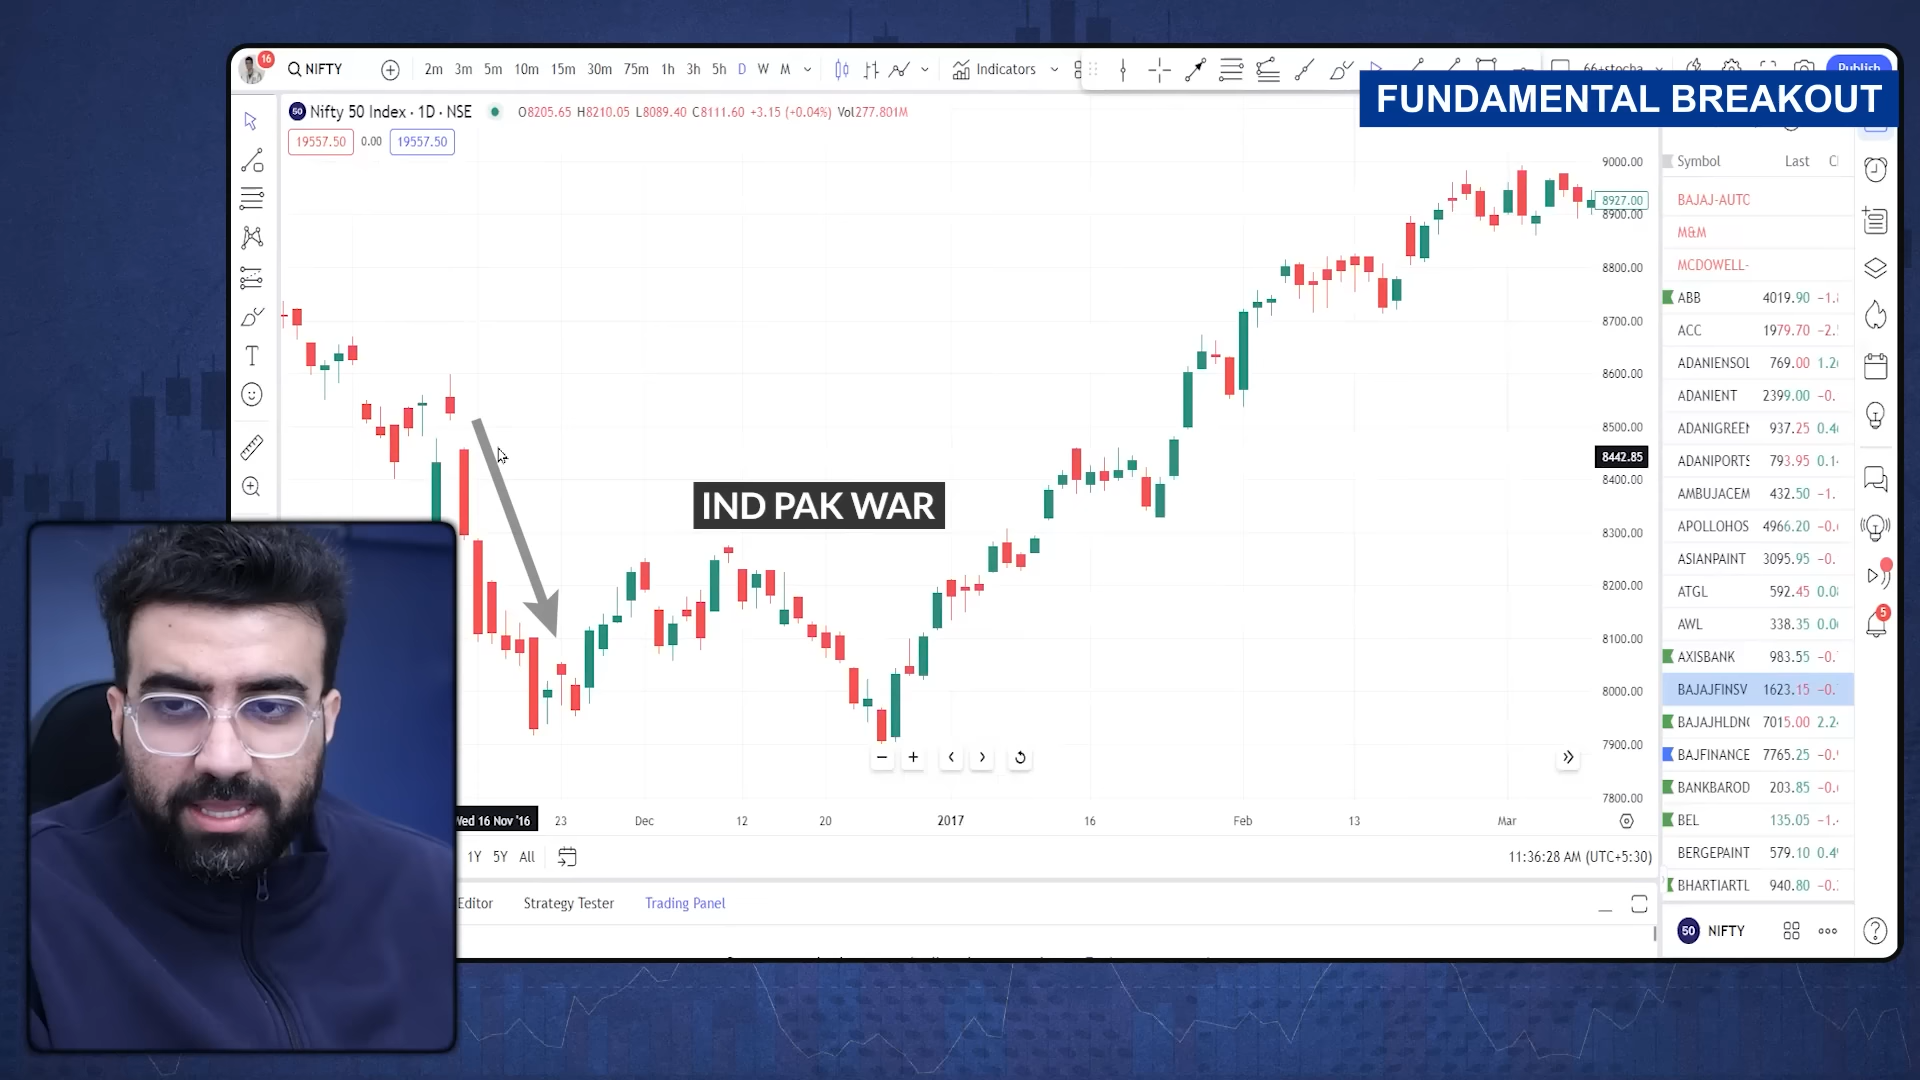 16
NIFTY
2m 3m 5m 10m 15m 30m 75m 1h 3h 5h D W M
Indicators
Publish
FUNDAMENTAL BREAKOUT
50 Nifty 50 Index · 1D · NSE
O8205.65 H8210.05 L8089.40 C8111.60 +3.15 (+0.04%) Vol277.801M
19557.50 0.00 19557.50
9000.00
8927.00
8900.00
8800.00
8700.00
8600.00
8500.00
8442.85
8400.00
8300.00
8200.00
8100.00
8000.00
7900.00
7800.00
IND PAK WAR
Wed 16 Nov '16 23 Dec 12 20 2017 16 Feb 13 Mar
1Y 5Y All
11:36:28 AM (UTC+5:30)
Editor Strategy Tester Trading Panel
Symbol Last
BAJAJ-AUTO
M&M
MCDOWELL-
ABB 4019.90
ACC 1979.70
ADANIENSOL 769.00
ADANIENT 2399.00
ADANIGREEN 937.25
ADANIPORTS 793.95
AMBUJACEM 432.50
APOLLOHOS 4966.20
ASIANPAINT 3095.95
ATGL 592.45
AWL 338.35
AXISBANK 983.55
BAJAJFINSV 1623.15
BAJAJHLDNG 7015.00
BAJFINANCE 7765.25
BANKBAROD 203.85
BEL 135.05
BERGEPAINT 579.10
BHARTIARTL 940.80
50 NIFTY
5